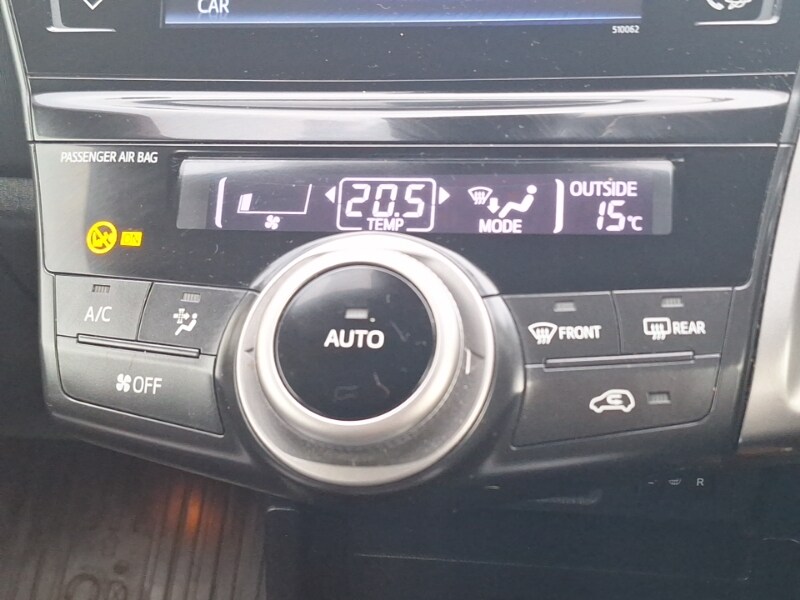 CAR
510062
PASSENGER AIR BAG
20.5
TEMP
MODE
OUTSIDE
15°C
A/C
OFF
AUTO
FRONT
REAR
R